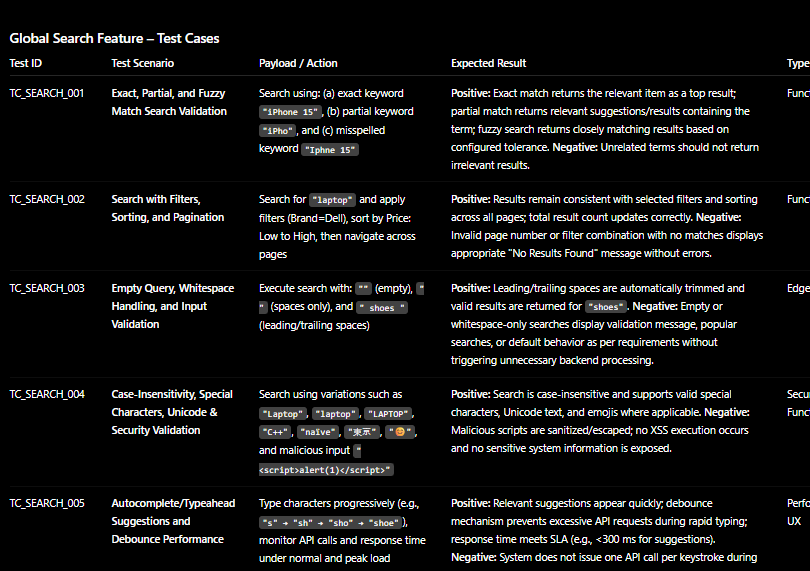 Global Search Feature – Test Cases
Test ID Test Scenario Payload / Action Expected Result Type
TC_SEARCH_001 Exact, Partial, and Fuzzy Match Search Validation
Search using: (a) exact keyword
"iPhone 15", (b) partial keyword
"iPho", and (c) misspelled
keyword "Iphne 15"
Positive: Exact match returns the relevant item as a top result;
partial match returns relevant suggestions/results containing the
term; fuzzy search returns closely matching results based on
configured tolerance. Negative: Unrelated terms should not return
irrelevant results.
Funct
TC_SEARCH_002
Search with Filters,
Sorting, and Pagination
Search for "laptop" and apply
filters (Brand=Dell), sort by Price:
Low to High, then navigate across
pages
Positive: Results remain consistent with selected filters and sorting
across all pages; total result count updates correctly. Negative:
Invalid page number or filter combination with no matches displays
appropriate "No Results Found" message without errors.
Funct
TC_SEARCH_003
Empty Query, Whitespace
Handling, and Input
Validation
Execute search with: "" (empty), "
" (spaces only), and " shoes "
(leading/trailing spaces)
Positive: Leading/trailing spaces are automatically trimmed and
valid results are returned for "shoes". Negative: Empty or
whitespace-only searches display validation message, popular
searches, or default behavior as per requirements without
triggering unnecessary backend processing.
Edge
TC_SEARCH_004
Case-Insensitivity, Special
Characters, Unicode &
Security Validation
Search using variations such as
"Laptop", "laptop", "LAPTOP",
"C++", "naïve", "東京", "😊",
and malicious input "
<script>alert(1)</script>"
Positive: Search is case-insensitive and supports valid special
characters, Unicode text, and emojis where applicable. Negative:
Malicious scripts are sanitized/escaped; no XSS execution occurs
and no sensitive system information is exposed.
Secur
Funct
TC_SEARCH_005
Autocomplete/Typeahead
Suggestions and
Debounce Performance
Type characters progressively (e.g.,
"s" → "sh" → "sho" → "shoe"),
monitor API calls and response time
under normal and peak load
Positive: Relevant suggestions appear quickly; debounce
mechanism prevents excessive API requests during rapid typing;
response time meets SLA (e.g., <300 ms for suggestions).
Negative: System does not issue one API call per keystroke during
Perfo
UX